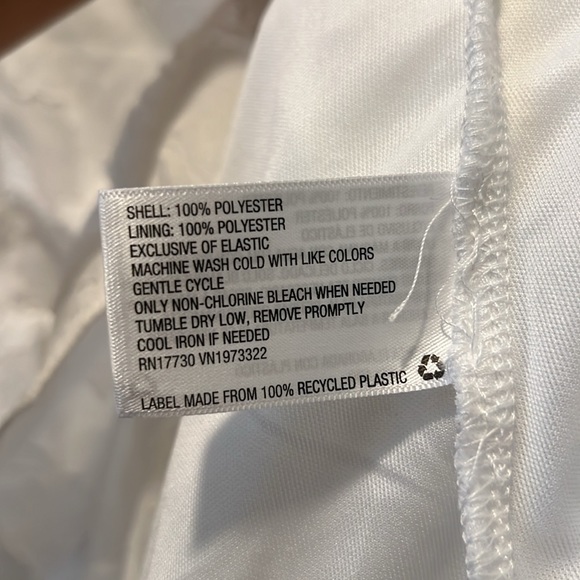 SHELL: 100% POLYESTER
LINING: 100% POLYESTER
EXCLUSIVE OF ELASTIC
MACHINE WASH COLD WITH LIKE COLORS
GENTLE CYCLE
ONLY NON-CHLORINE BLEACH WHEN NEEDED
TUMBLE DRY LOW, REMOVE PROMPTLY
COOL IRON IF NEEDED
RN17730 VN1973322
LABEL MADE FROM 100% RECYCLED PLASTIC